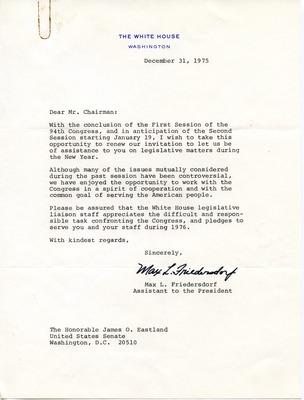 THE WHITE HOUSE
WASHINGTON
December 31, 1975
Dear Mr. Chairman:
With the conclusion of the First Session of the
94th Congress, and in anticipation of the Second
Session starting January 19, I wish to take this
opportunity to renew our invitation to let us be
of assistance to you on legislative matters during
the New Year.
Although many of the issues mutually considered
during the past session have been controversial,
we have enjoyed the opportunity to work with the
Congress in a spirit of cooperation and with the
common goal of serving the American people.
Please be assured that the White House legislative
liaison staff appreciates the difficult and respon-
sible task confronting the Congress, and pledges to
serve you and your staff during 1976.
With kindest regards,
Sincerely,
Max L. Friedersdorf
Max L. Friedersdorf
Assistant to the President
The Honorable James O. Eastland
United States Senate
Washington, D.C. 20510